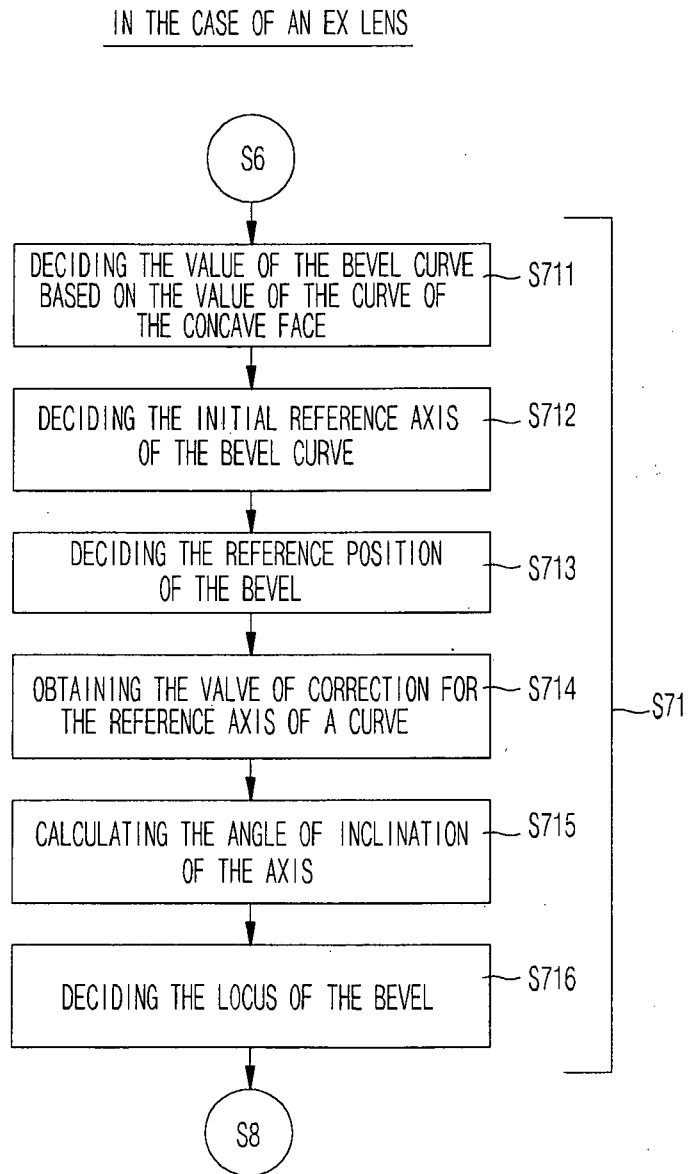 IN THE CASE OF AN EX LENS
S6
DECIDING THE VALUE OF THE BEVEL CURVE
BASED ON THE VALUE OF THE CURVE OF
THE CONCAVE FACE
S711
DECIDING THE INITIAL REFERENCE AXIS
OF THE BEVEL CURVE
S712
DECIDING THE REFERENCE POSITION
OF THE BEVEL
S713
OBTAINING THE VALVE OF CORRECTION FOR
THE REFERENCE AXIS OF A CURVE
S714
S71
CALCULATING THE ANGLE OF INCLINATION
OF THE AXIS
S715
DECIDING THE LOCUS OF THE BEVEL
S716
S8